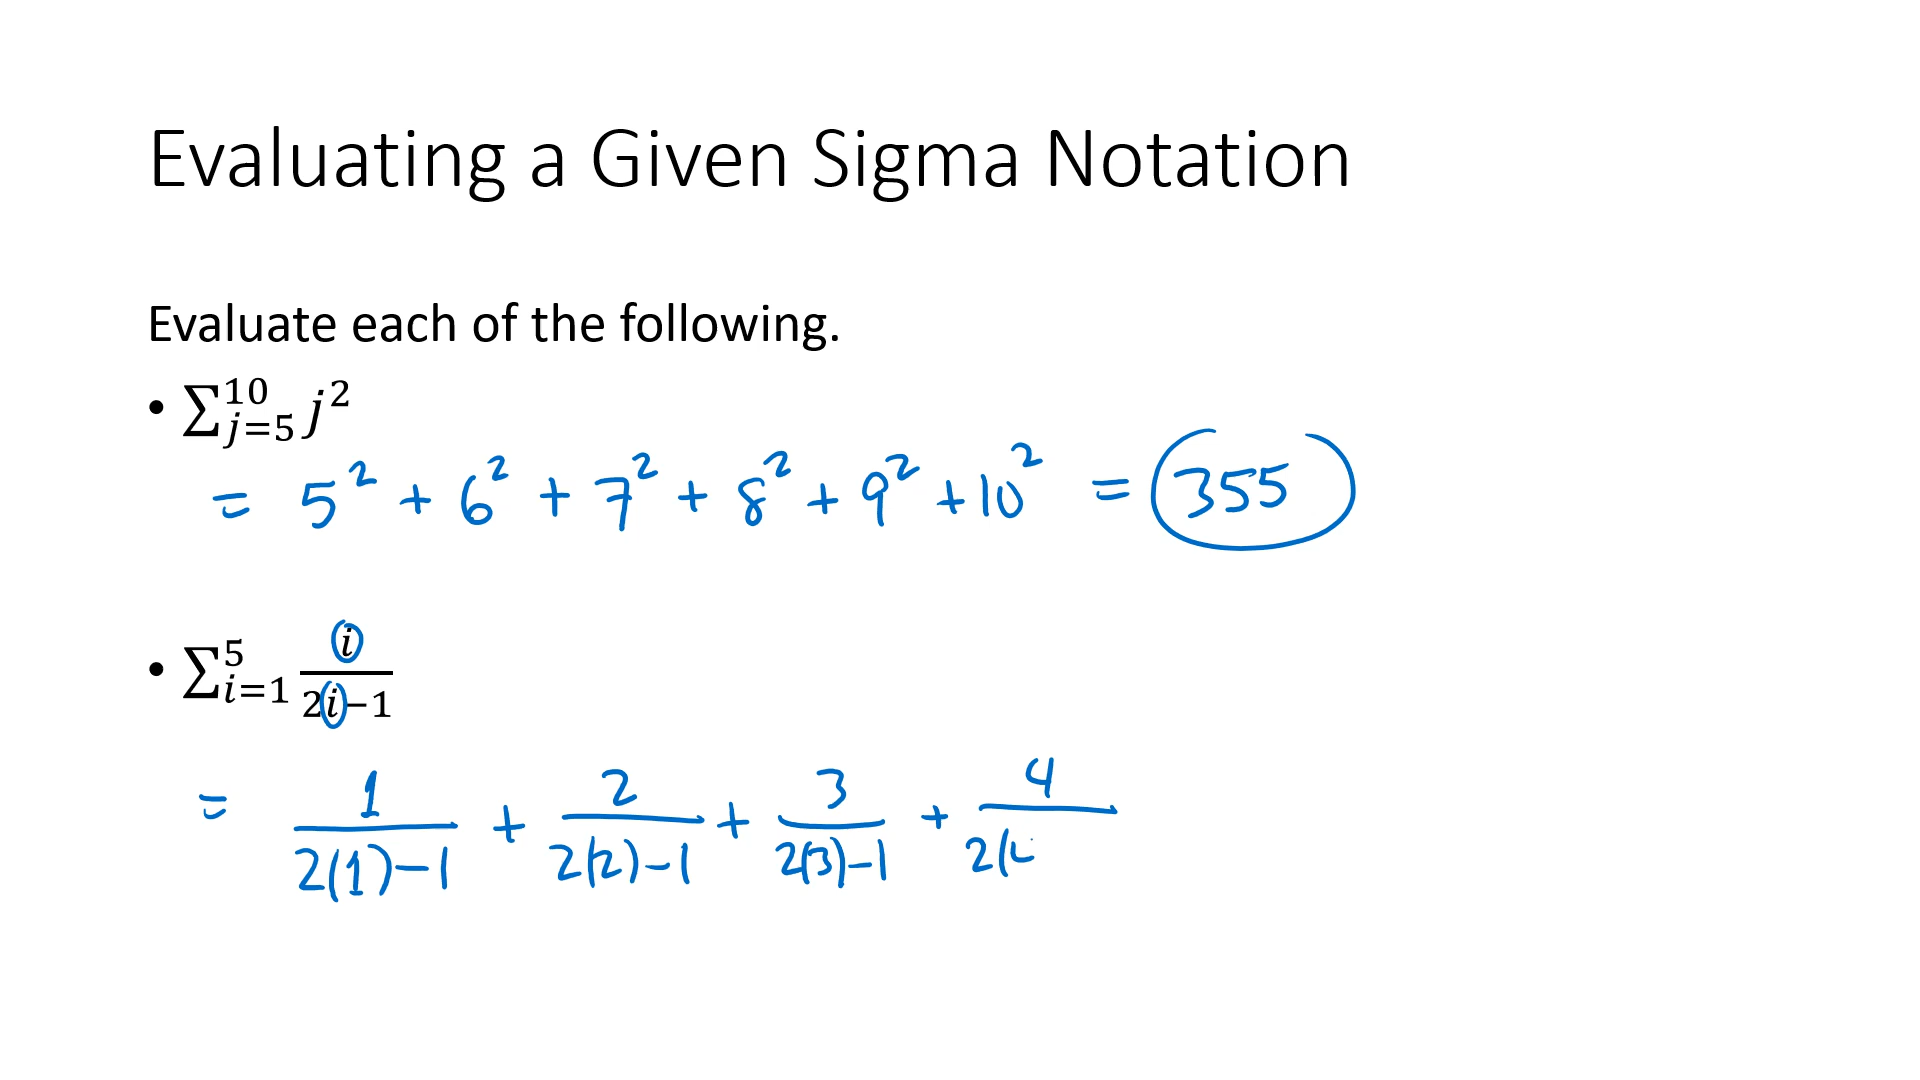 Evaluating a Given Sigma Notation
Evaluate each of the following.
• ∑_{j=5}^{10} j²
= 5² + 6² + 7² + 8² + 9² + 10² = 355
• ∑_{i=1}^{5} i/(2i−1)
= 1/(2(1)−1) + 2/(2(2)−1) + 3/(2(3)−1) + 4/(2(